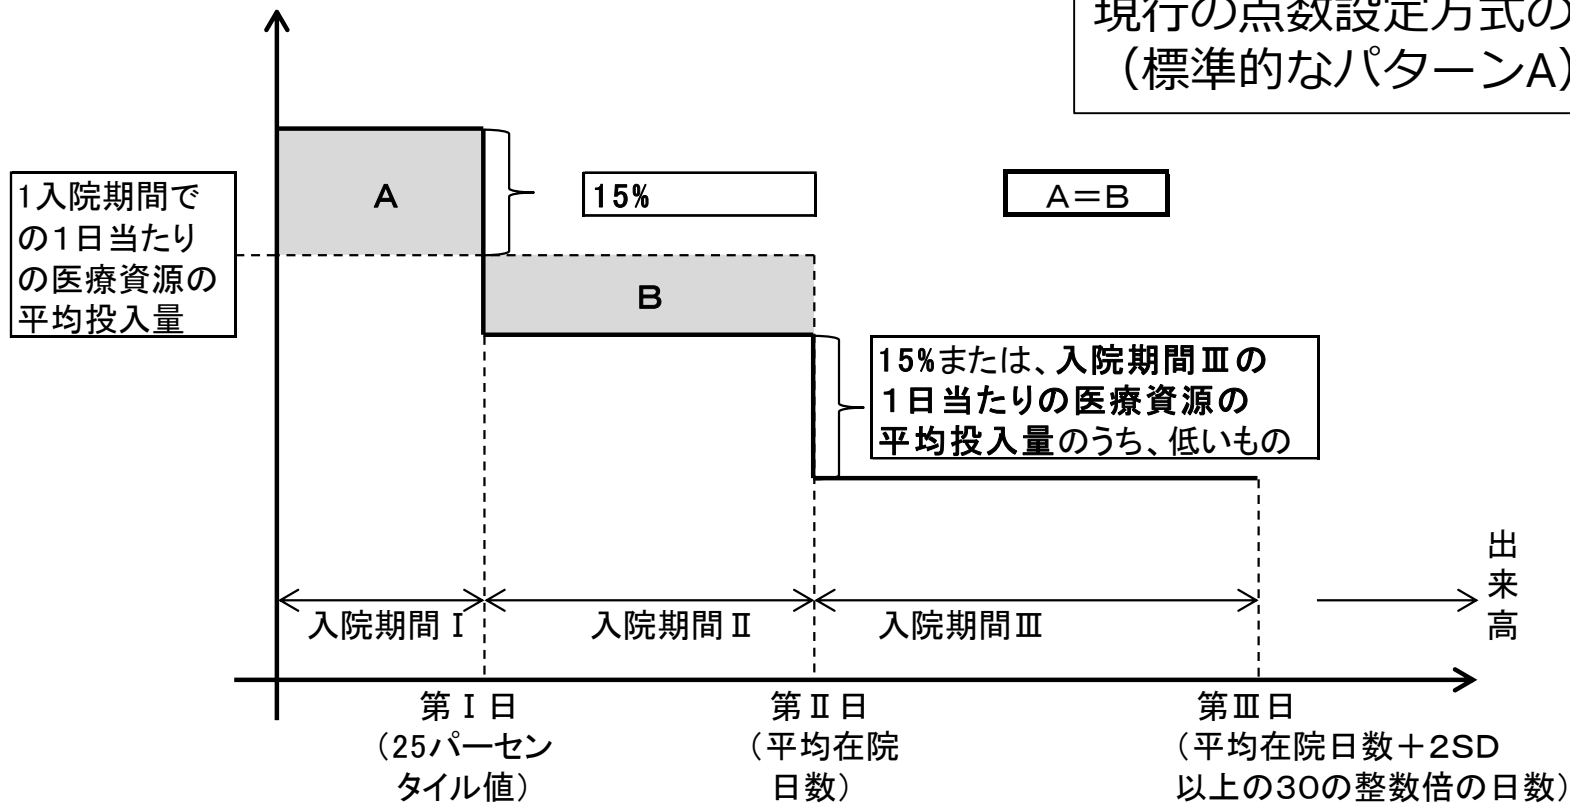 現行の点数設定方式の
（標準的なパターンA）
1入院期間で
の1日当たり
の医療資源の
平均投入量
A
15%
A＝B
B
15%または、入院期間Ⅲの
1日当たりの医療資源の
平均投入量のうち、低いもの
入院期間Ⅰ
入院期間Ⅱ
入院期間Ⅲ
出
来
高
第Ⅰ日
（25パーセン
タイル値）
第Ⅱ日
（平均在院
日数）
第Ⅲ日
（平均在院日数＋2SD
以上の30の整数倍の日数）